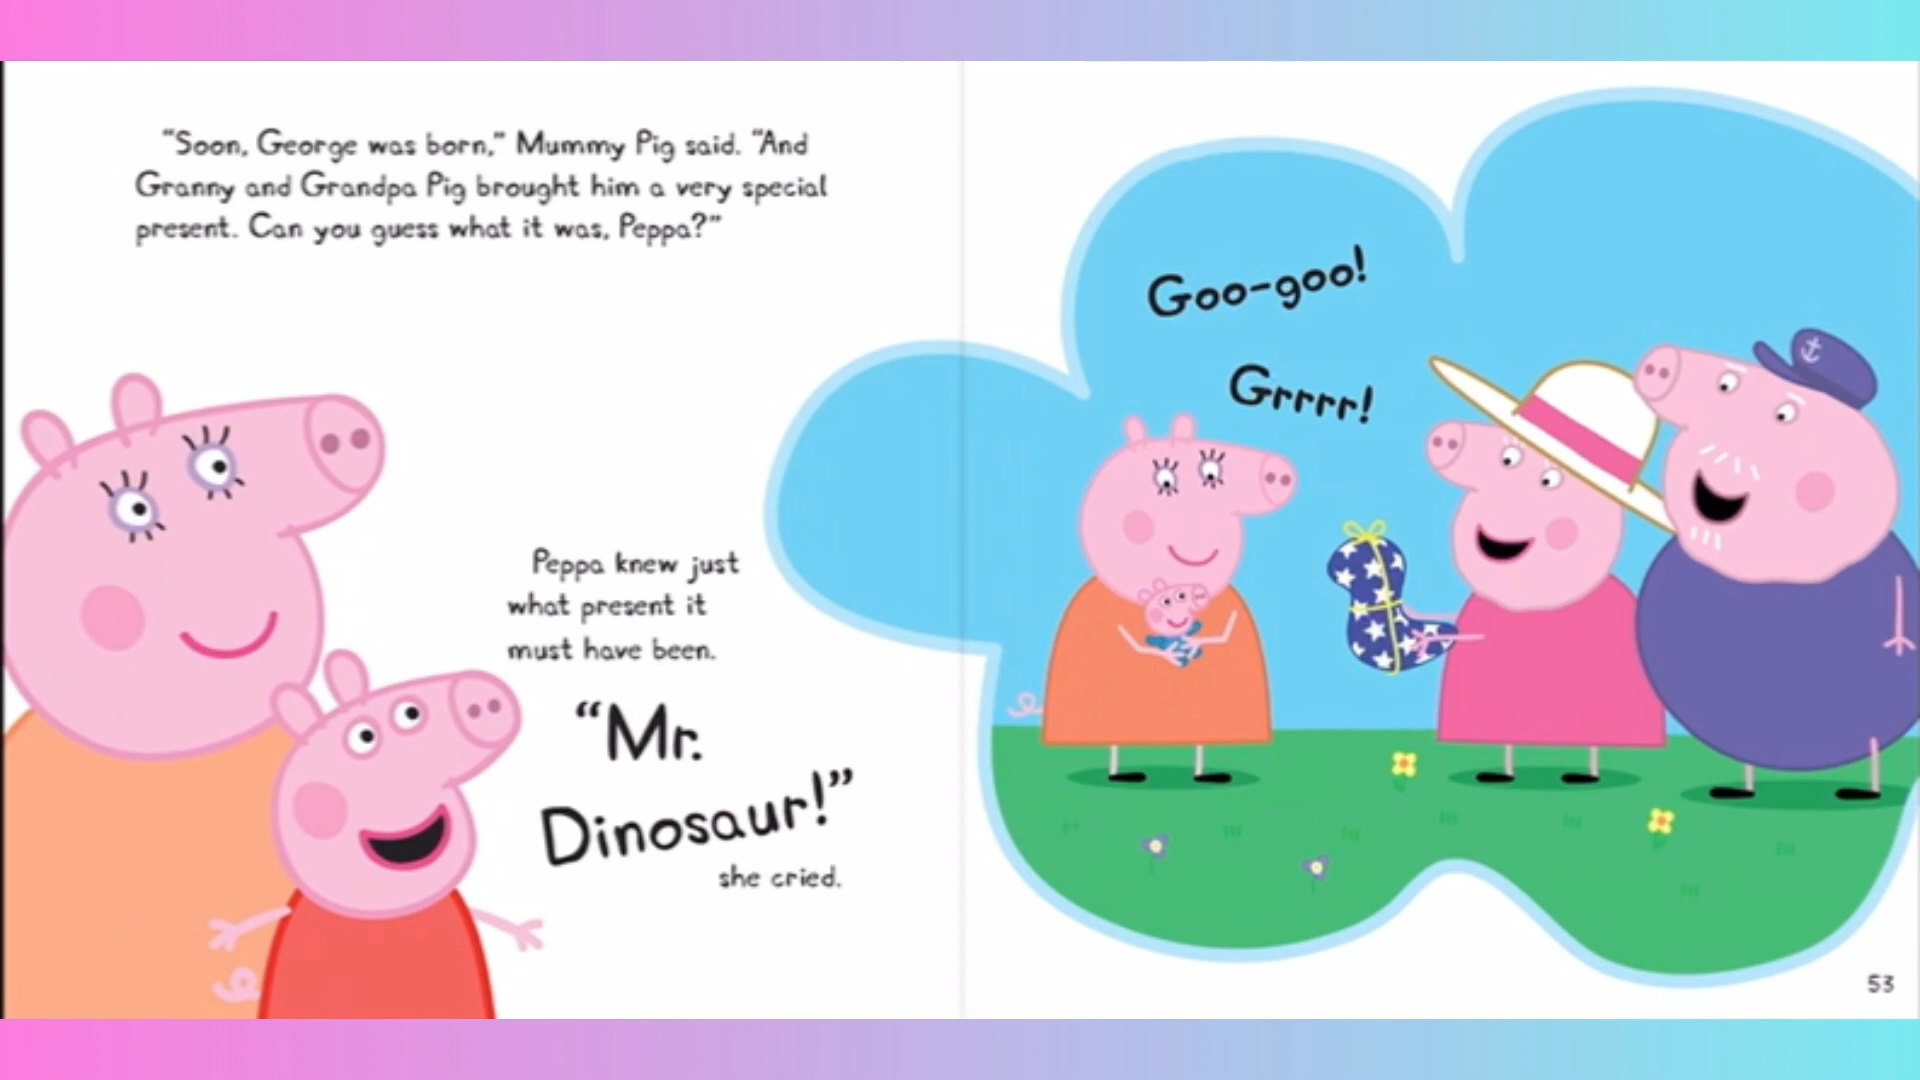 “Soon, George was born,” Mummy Pig said. “And
Granny and Grandpa Pig brought him a very special
present. Can you guess what it was, Peppa?”
Peppa knew just
what present it
must have been.
“Mr.
Dinosaur!”
she cried.
Goo-goo!
Grrrr!
53